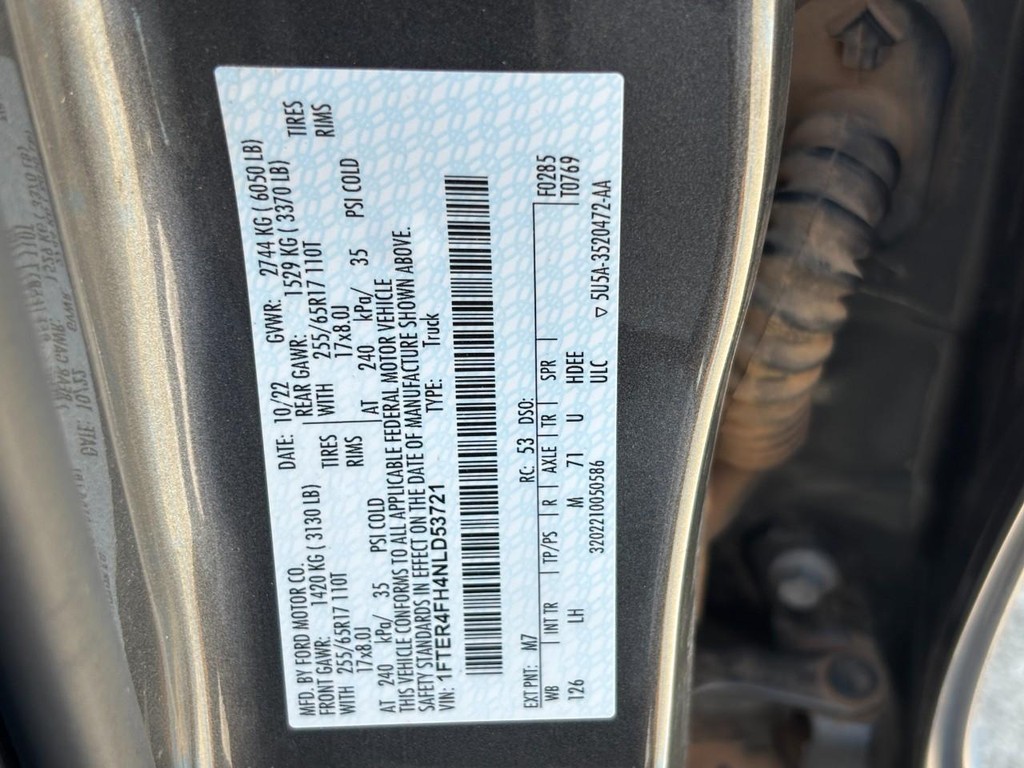 MFD. BY FORD MOTOR CO. DATE: 10/22 GVWR: 2744 KG ( 6050 LB)
FRONT GAWR: 1420 KG ( 3130 LB) REAR GAWR: 1529 KG ( 3370 LB)
WITH 255/65R17 110T TIRES WITH 255/65R17 110T TIRES
17x8.0J RIMS 17x8.0J RIMS
AT 240 kPa/ 35 PSI COLD AT 240 kPa/ 35 PSI COLD
THIS VEHICLE CONFORMS TO ALL APPLICABLE FEDERAL MOTOR VEHICLE
SAFETY STANDARDS IN EFFECT ON THE DATE OF MANUFACTURE SHOWN ABOVE.
VIN: 1FTER4FH4NLD53721 TYPE: Truck
EXT PNT: M7 RC: 53 DSO: F0285
WB INT TR TP/PS R AXLE TR SPR T0769
126 LH M 71 U HDEE
3202210050586 ULC ▽ 5U5A-3520472-AA